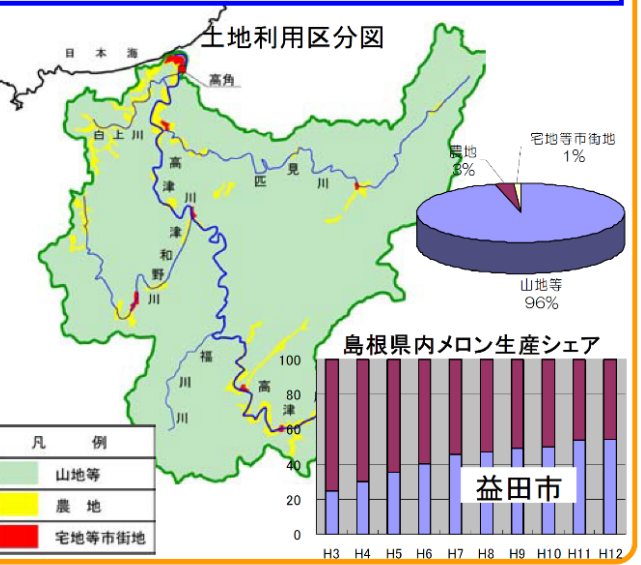 土地利用区分図
日本海
高角
白上川
匹見川
高津川
津和野川
福川川
高津
農地
3%
宅地等市街地
1%
山地等
96%
凡例
山地等
農地
宅地等市街地
島根県内メロン生産シェア
100
80
60
40
20
0
益田市
H3 H4 H5 H6 H7 H8 H9 H10 H11 H12